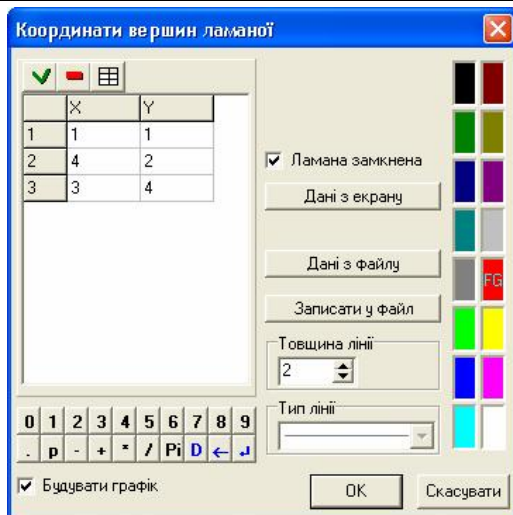 Координати вершин ламаної
X Y
1 1 1
2 4 2
3 3 4
Ламана замкнена
Дані з екрану
Дані з файлу
Записати у файл
Товщина лінії
2
Тип лінії
FG
0 1 2 3 4 5 6 7 8 9
. p - + * / Pi D ← ↲
Будувати графік
OK
Скасувати